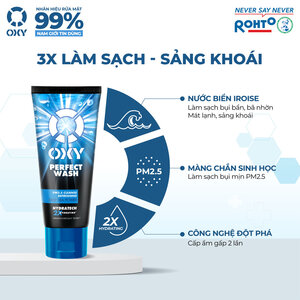 OXY
NHÃN HIỆU RỬA MẶT
99%
NAM GIỚI TIN DÙNG
NEVER SAY NEVER
ROHTO
3X LÀM SẠCH - SẢNG KHOÁI
NƯỚC BIỂN IROISE
Làm sạch bụi bẩn, bã nhờn
Mát lạnh, sảng khoái
PM2.5
MÀNG CHẮN SINH HỌC
Làm sạch bụi mịn PM2.5
2X
HYDRATING
CÔNG NGHỆ ĐỘT PHÁ
Cấp ẩm gấp 2 lần
OXY
PERFECT
WASH
HYDRATECH